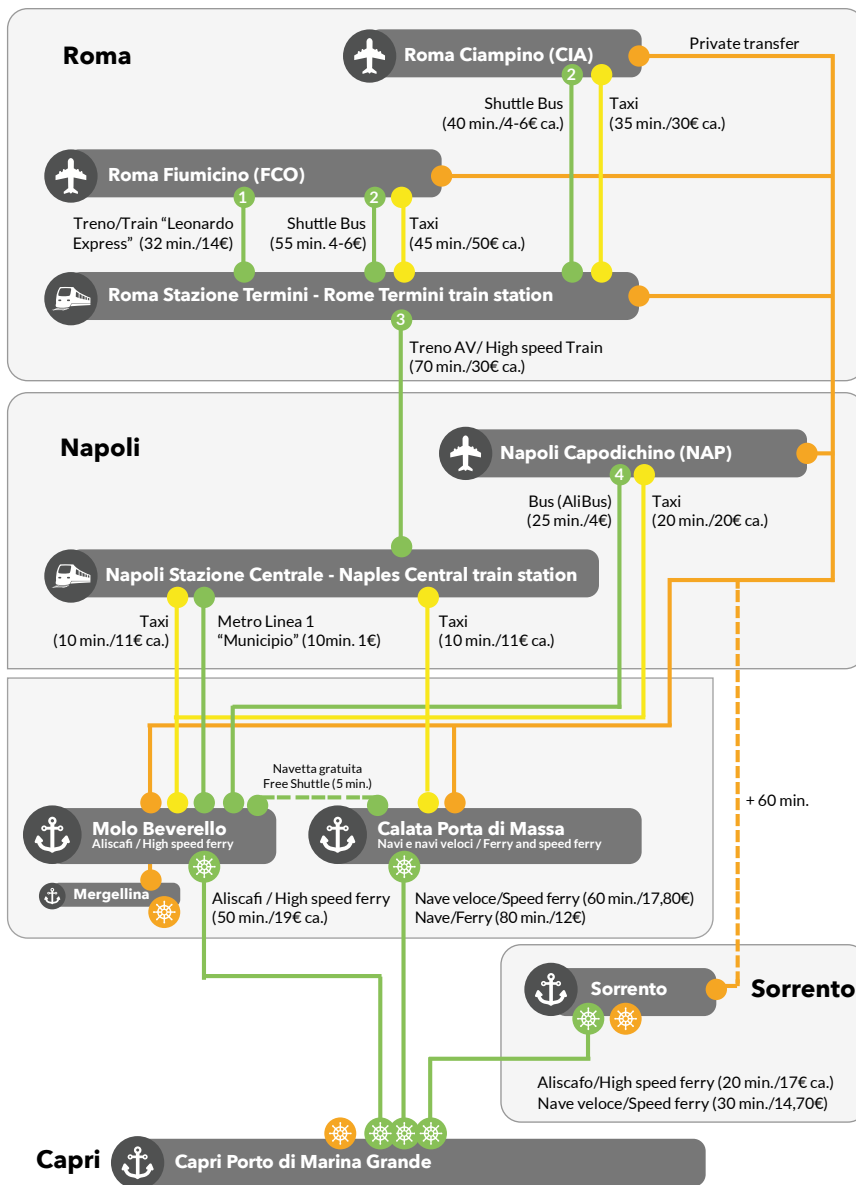 Roma
Roma Ciampino (CIA)
Private transfer
2
Shuttle Bus
(40 min./4-6€ ca.)
Taxi
(35 min./30€ ca.)
Roma Fiumicino (FCO)
1
2
Treno/Train “Leonardo
Express” (32 min./14€)
Shuttle Bus
(55 min. 4-6€)
Taxi
(45 min./50€ ca.)
2
Roma Stazione Termini - Rome Termini train station
3
Treno AV/ High speed Train
(70 min./30€ ca.)
Napoli
Napoli Capodichino (NAP)
4
Bus (AliBus)
(25 min./4€)
Taxi
(20 min./20€ ca.)
Napoli Stazione Centrale - Naples Central train station
Taxi
(10 min./11€ ca.)
Metro Linea 1
“Municipio” (10min. 1€)
Taxi
(10 min./11€ ca.)
Navetta gratuita
Free Shuttle (5 min.)
+ 60 min.
Molo Beverello
Aliscafi / High speed ferry
Calata Porta di Massa
Navi e navi veloci / Ferry and speed ferry
Mergellina
Aliscafi / High speed ferry
(50 min./19€ ca.)
Nave veloce/Speed ferry (60 min./17,80€)
Nave/Ferry (80 min./12€)
Sorrento
Sorrento
Aliscafo/High speed ferry (20 min./17€ ca.)
Nave veloce/Speed ferry (30 min./14,70€)
Capri
Capri Porto di Marina Grande